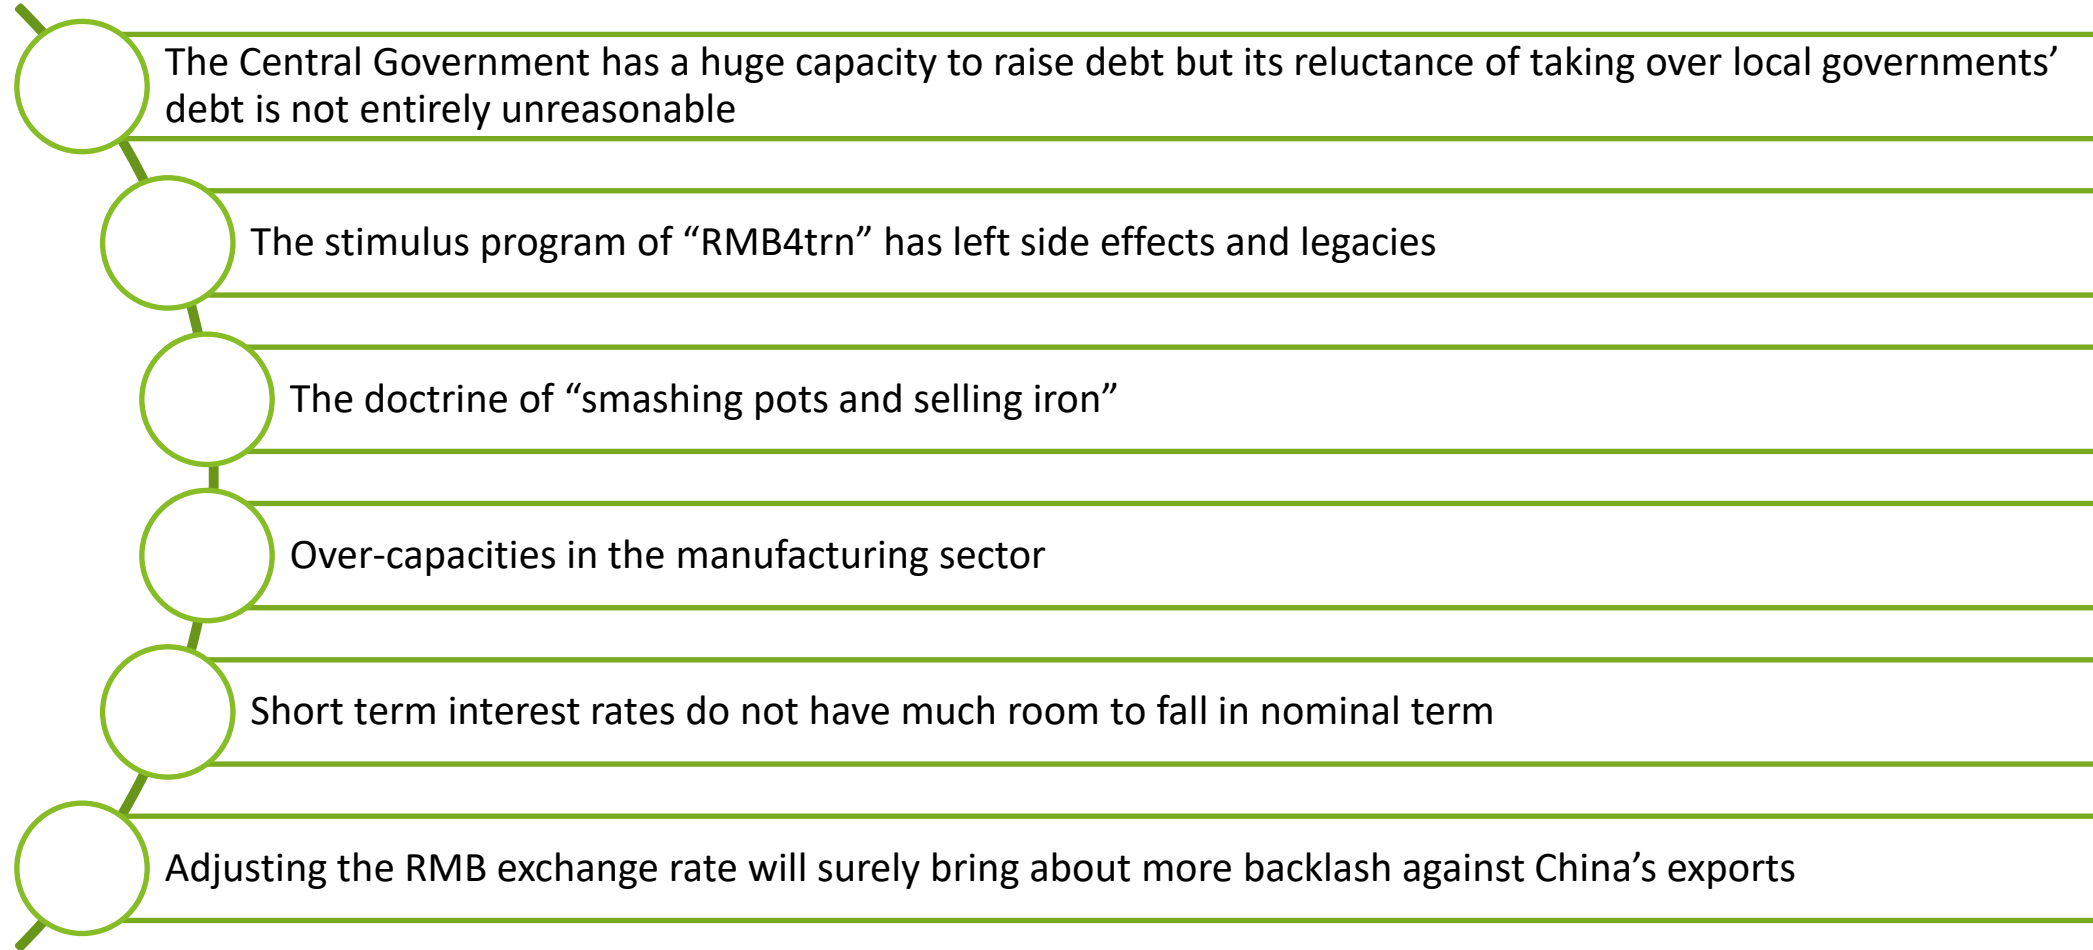 The Central Government has a huge capacity to raise debt but its reluctance of taking over local governments’
debt is not entirely unreasonable
The stimulus program of “RMB4trn” has left side effects and legacies
The doctrine of “smashing pots and selling iron”
Over-capacities in the manufacturing sector
Short term interest rates do not have much room to fall in nominal term
Adjusting the RMB exchange rate will surely bring about more backlash against China’s exports